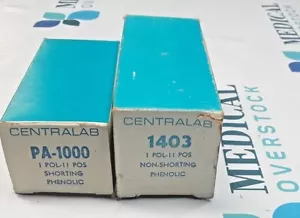 CENTRALAB
PA-1000
1 POL-11 POS
SHORTING
PHENOLIC
CENTRALAB
1403
1 POL-11 POS
NON-SHORTING
PHENOLIC
MEDICAL
OVERSTOCK